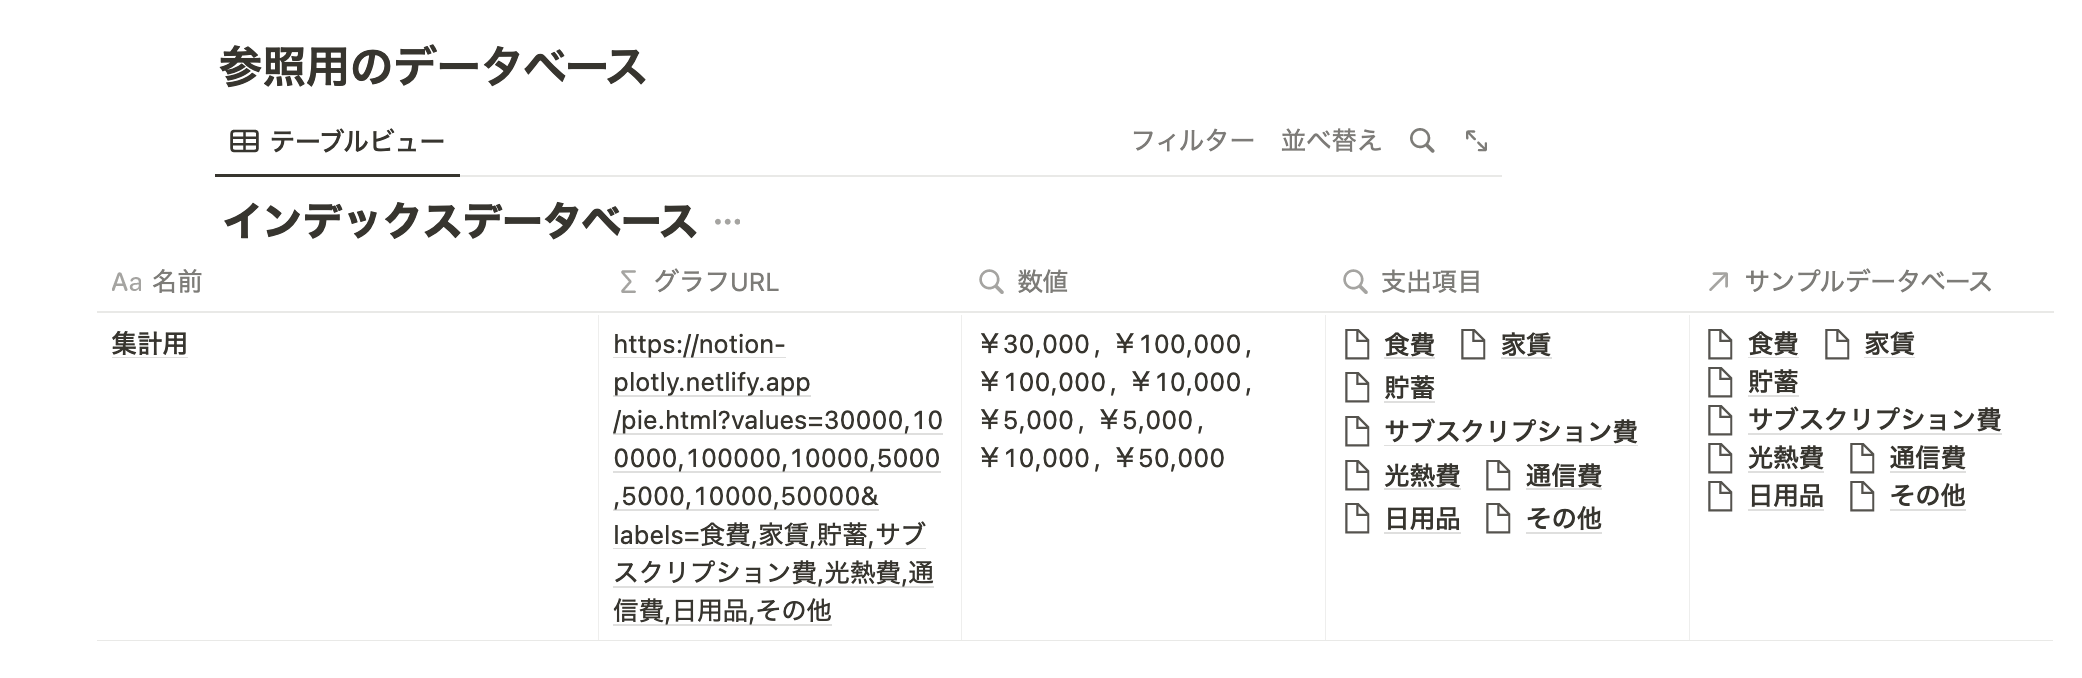 参照用のデータベース
テーブルビュー フィルター 並べ替え
インデックスデータベース ...
Aa 名前 Σ グラフURL 数値 支出項目 サンプルデータベース
集計用
https://notion-
plotly.netlify.app
/pie.html?values=30000,10
0000,100000,10000,5000
,5000,10000,50000&
labels=食費,家賃,貯蓄,サブ
スクリプション費,光熱費,通
信費,日用品,その他
¥30,000, ¥100,000,
¥100,000, ¥10,000,
¥5,000, ¥5,000,
¥10,000, ¥50,000
食費 家賃
貯蓄
サブスクリプション費
光熱費 通信費
日用品 その他
食費 家賃
貯蓄
サブスクリプション費
光熱費 通信費
日用品 その他